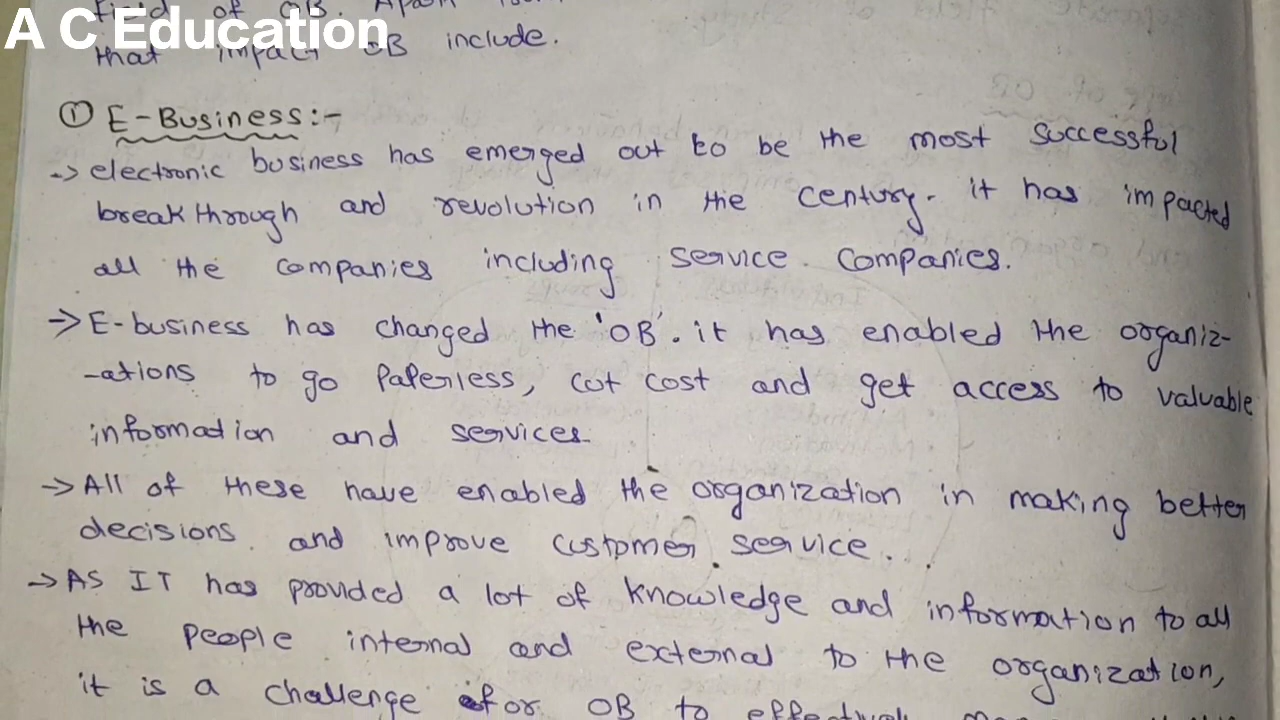 field of OB. Apart
A C Education
that impact OB include.
① E-Business:-
-> electronic business has emerged out to be the most successful
breakthrough and revolution in the century. it has impacted
all the companies including service companies.
-> E-business has changed the 'OB'. it has enabled the organiz-
-ations to go Paperless, cut cost and get access to valuable
information and services.
-> All of these have enabled the organization in making better
decisions and improve customer service.
-> As IT has provided a lot of knowledge and information to all
the people internal and external to the organization,
it is a challenge for OB to effectively